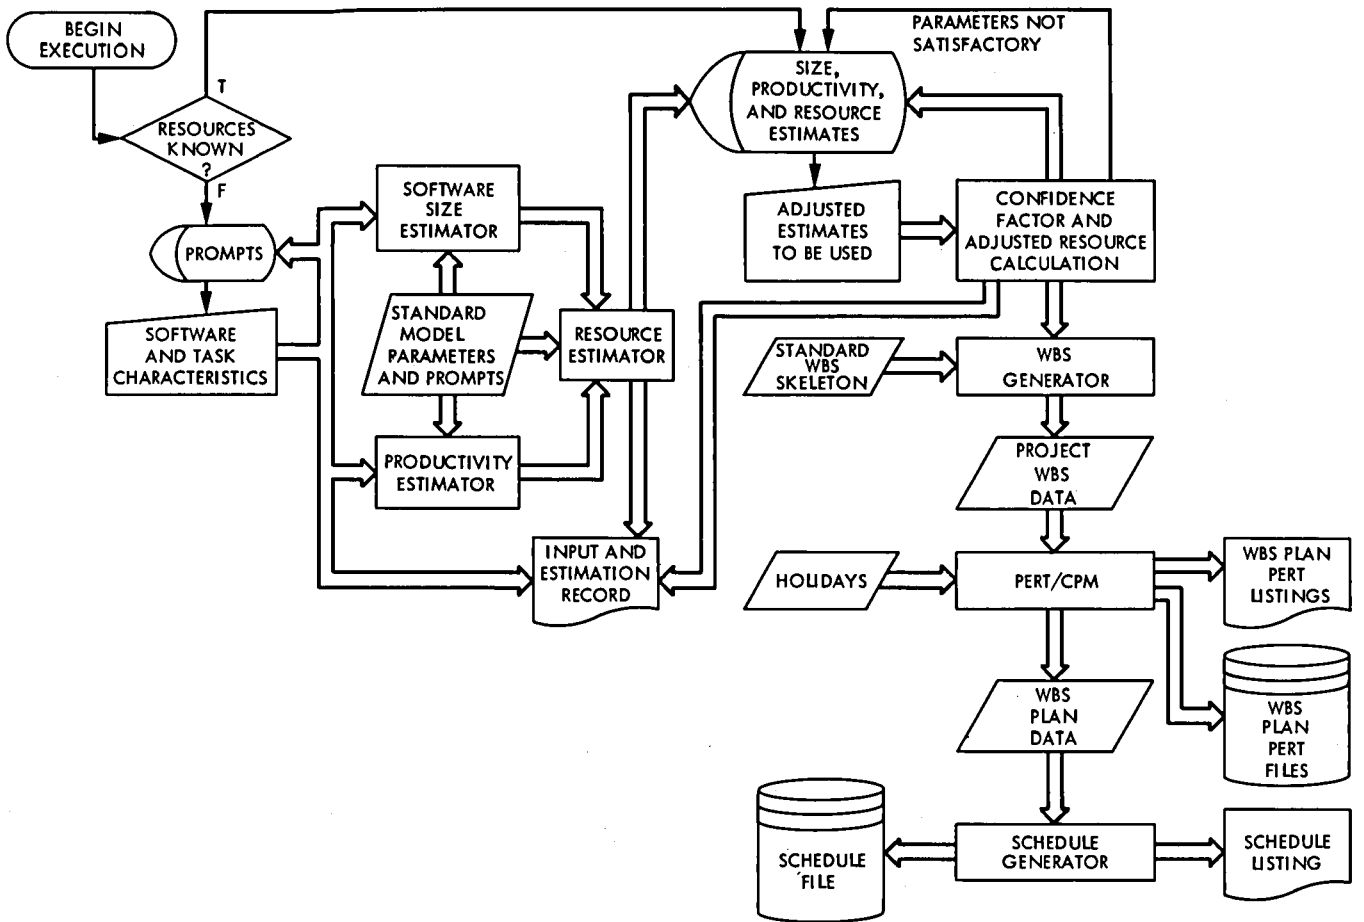 BEGIN
EXECUTION
T
RESOURCES
KNOWN
?
F
PROMPTS
SOFTWARE
AND TASK
CHARACTERISTICS
SOFTWARE
SIZE
ESTIMATOR
STANDARD
MODEL
PARAMETERS
AND PROMPTS
PRODUCTIVITY
ESTIMATOR
RESOURCE
ESTIMATOR
INPUT AND
ESTIMATION
RECORD
SIZE,
PRODUCTIVITY,
AND RESOURCE
ESTIMATES
PARAMETERS NOT
SATISFACTORY
ADJUSTED
ESTIMATES
TO BE USED
CONFIDENCE
FACTOR AND
ADJUSTED RESOURCE
CALCULATION
STANDARD
WBS
SKELETON
WBS
GENERATOR
PROJECT
WBS
DATA
HOLIDAYS
PERT/CPM
WBS PLAN
PERT
LISTINGS
WBS
PLAN
PERT
FILES
WBS
PLAN
DATA
SCHEDULE
FILE
SCHEDULE
GENERATOR
SCHEDULE
LISTING